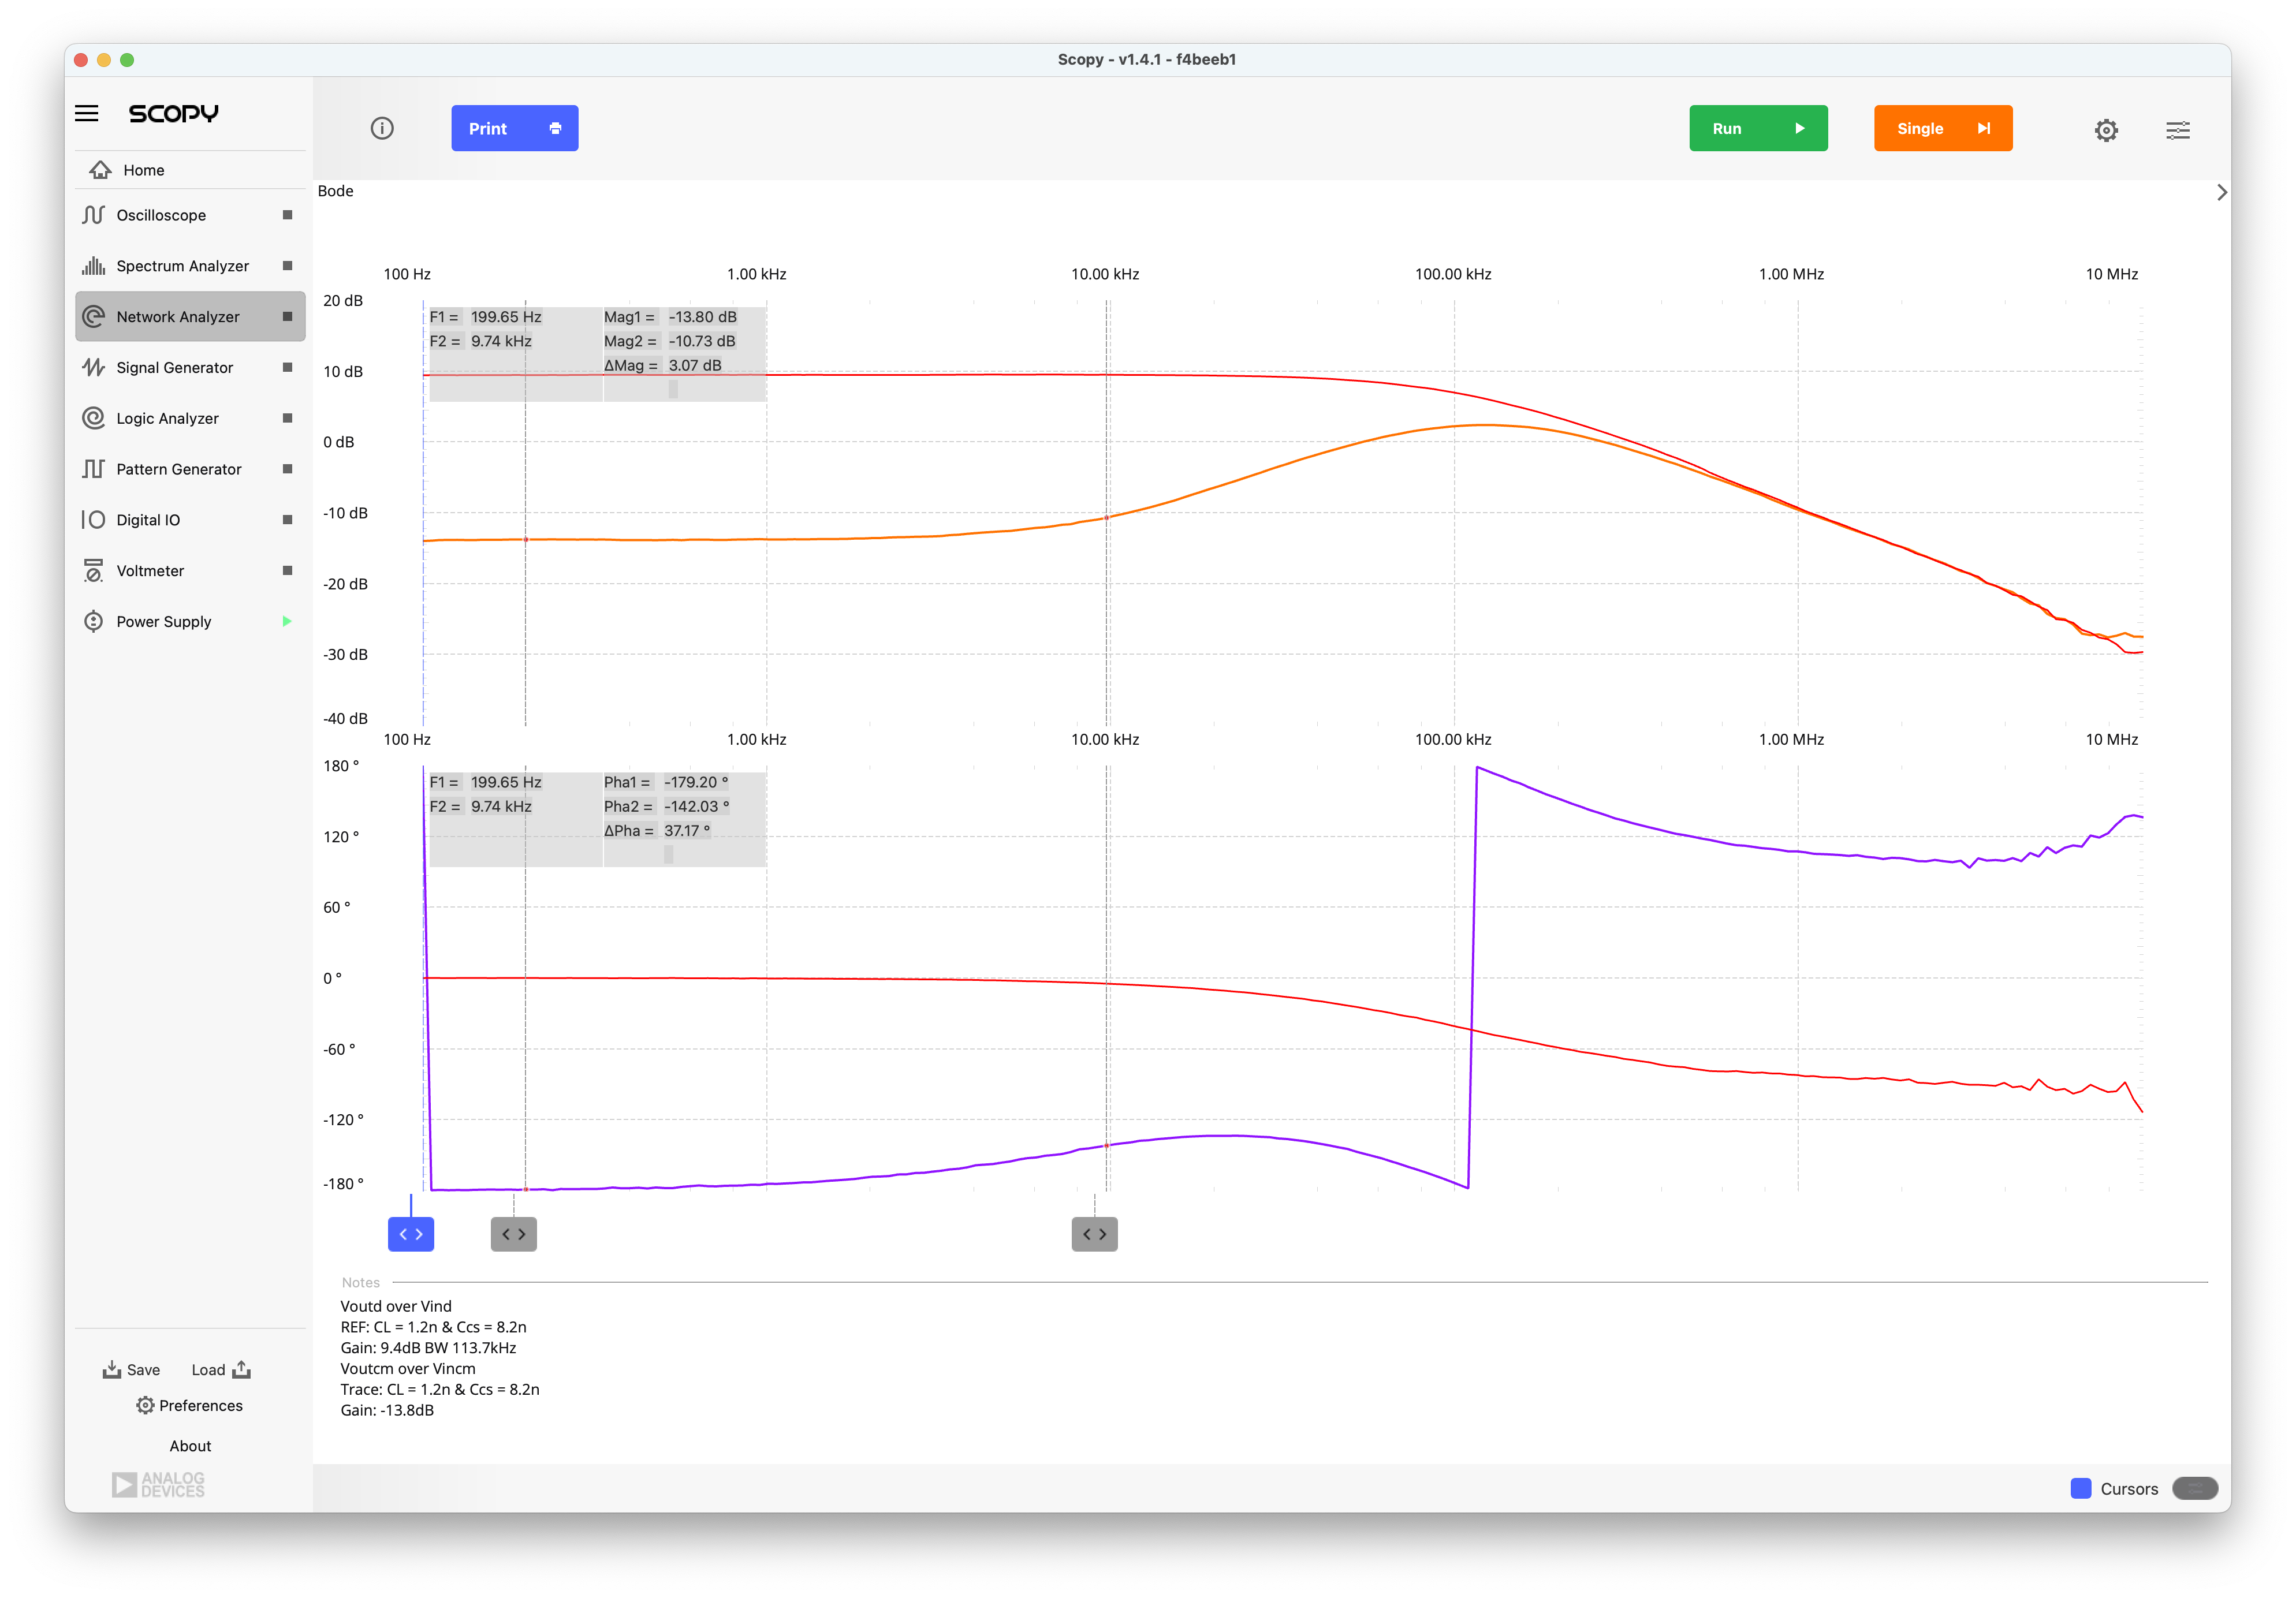 Scopy - v1.4.1 - f4beeb1
SCOPY
Print
Run
Single
Home
Oscilloscope
Spectrum Analyzer
Network Analyzer
Signal Generator
Logic Analyzer
Pattern Generator
Digital IO
Voltmeter
Power Supply
Save
Load
Preferences
About
ANALOG
DEVICES
Bode
100 Hz 1.00 kHz 10.00 kHz 100.00 kHz 1.00 MHz 10 MHz
20 dB
10 dB
0 dB
-10 dB
-20 dB
-30 dB
-40 dB
F1 = 199.65 Hz Mag1 = -13.80 dB
F2 = 9.74 kHz Mag2 = -10.73 dB
ΔMag = 3.07 dB
100 Hz 1.00 kHz 10.00 kHz 100.00 kHz 1.00 MHz 10 MHz
180 °
120 °
60 °
0 °
-60 °
-120 °
-180 °
F1 = 199.65 Hz Pha1 = -179.20 °
F2 = 9.74 kHz Pha2 = -142.03 °
ΔPha = 37.17 °
Notes
Voutd over Vind
REF: CL = 1.2n & Ccs = 8.2n
Gain: 9.4dB BW 113.7kHz
Voutcm over Vincm
Trace: CL = 1.2n & Ccs = 8.2n
Gain: -13.8dB
Cursors